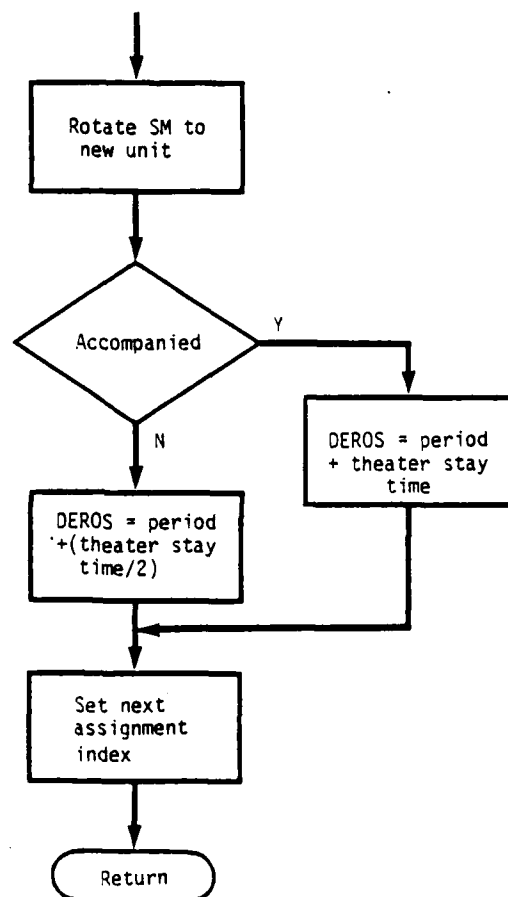 Rotate SM to
new unit
Accompanied
Y
N
DEROS = period
+ theater stay
time
DEROS = period
+(theater stay
time/2)
Set next
assignment
index
Return